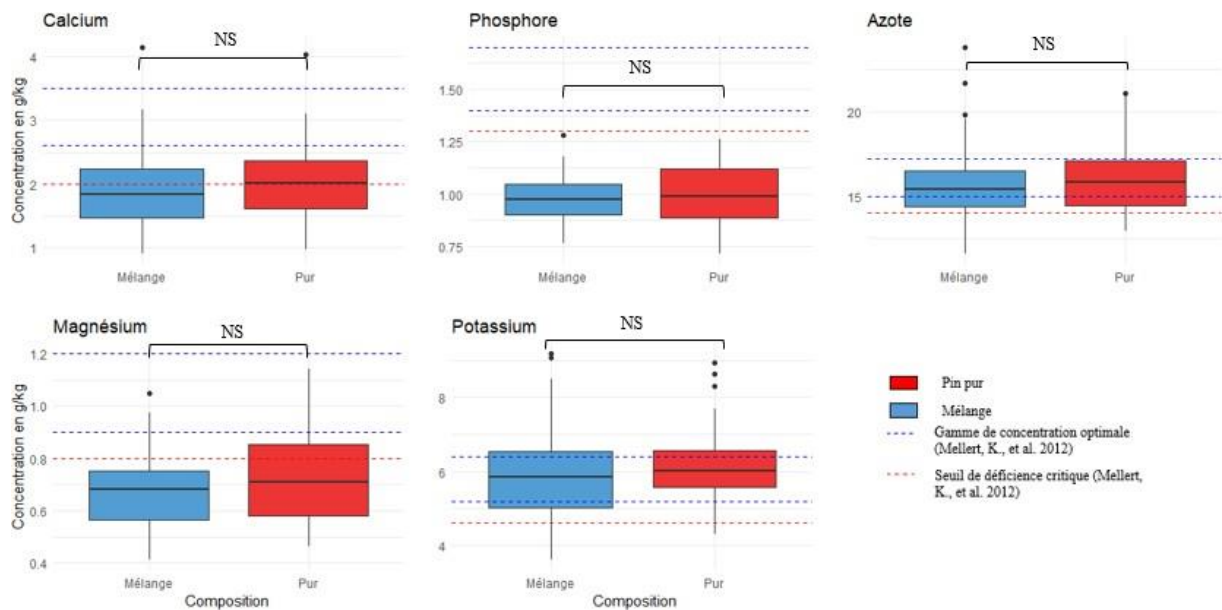 Calcium
NS
Concentration en g/kg
4
3
2
1
Mélange
Pur
Phosphore
NS
1.50
1.25
1.00
0.75
Mélange
Pur
Azote
NS
20
15
Mélange
Pur
Magnésium
NS
Concentration en g/kg
1.2
1.0
0.8
0.6
0.4
Mélange
Pur
Composition
Potassium
NS
8
6
4
Mélange
Pur
Composition
Pin pur
Mélange
Gamme de concentration optimale
(Mellert, K., et al. 2012)
Seuil de déficience critique (Mellert,
K., et al. 2012)